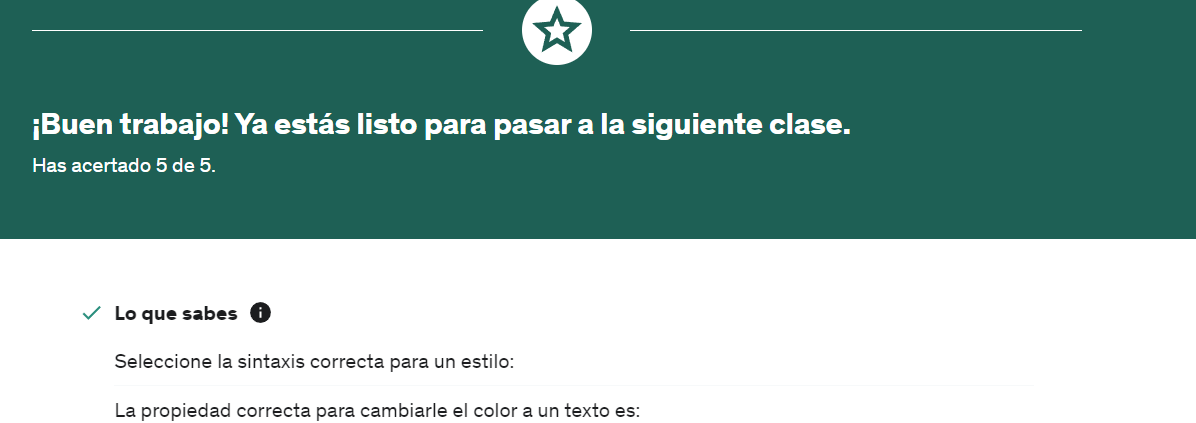 ¡Buen trabajo! Ya estás listo para pasar a la siguiente clase.
Has acertado 5 de 5.
Lo que sabes
Seleccione la sintaxis correcta para un estilo:
La propiedad correcta para cambiarle el color a un texto es: